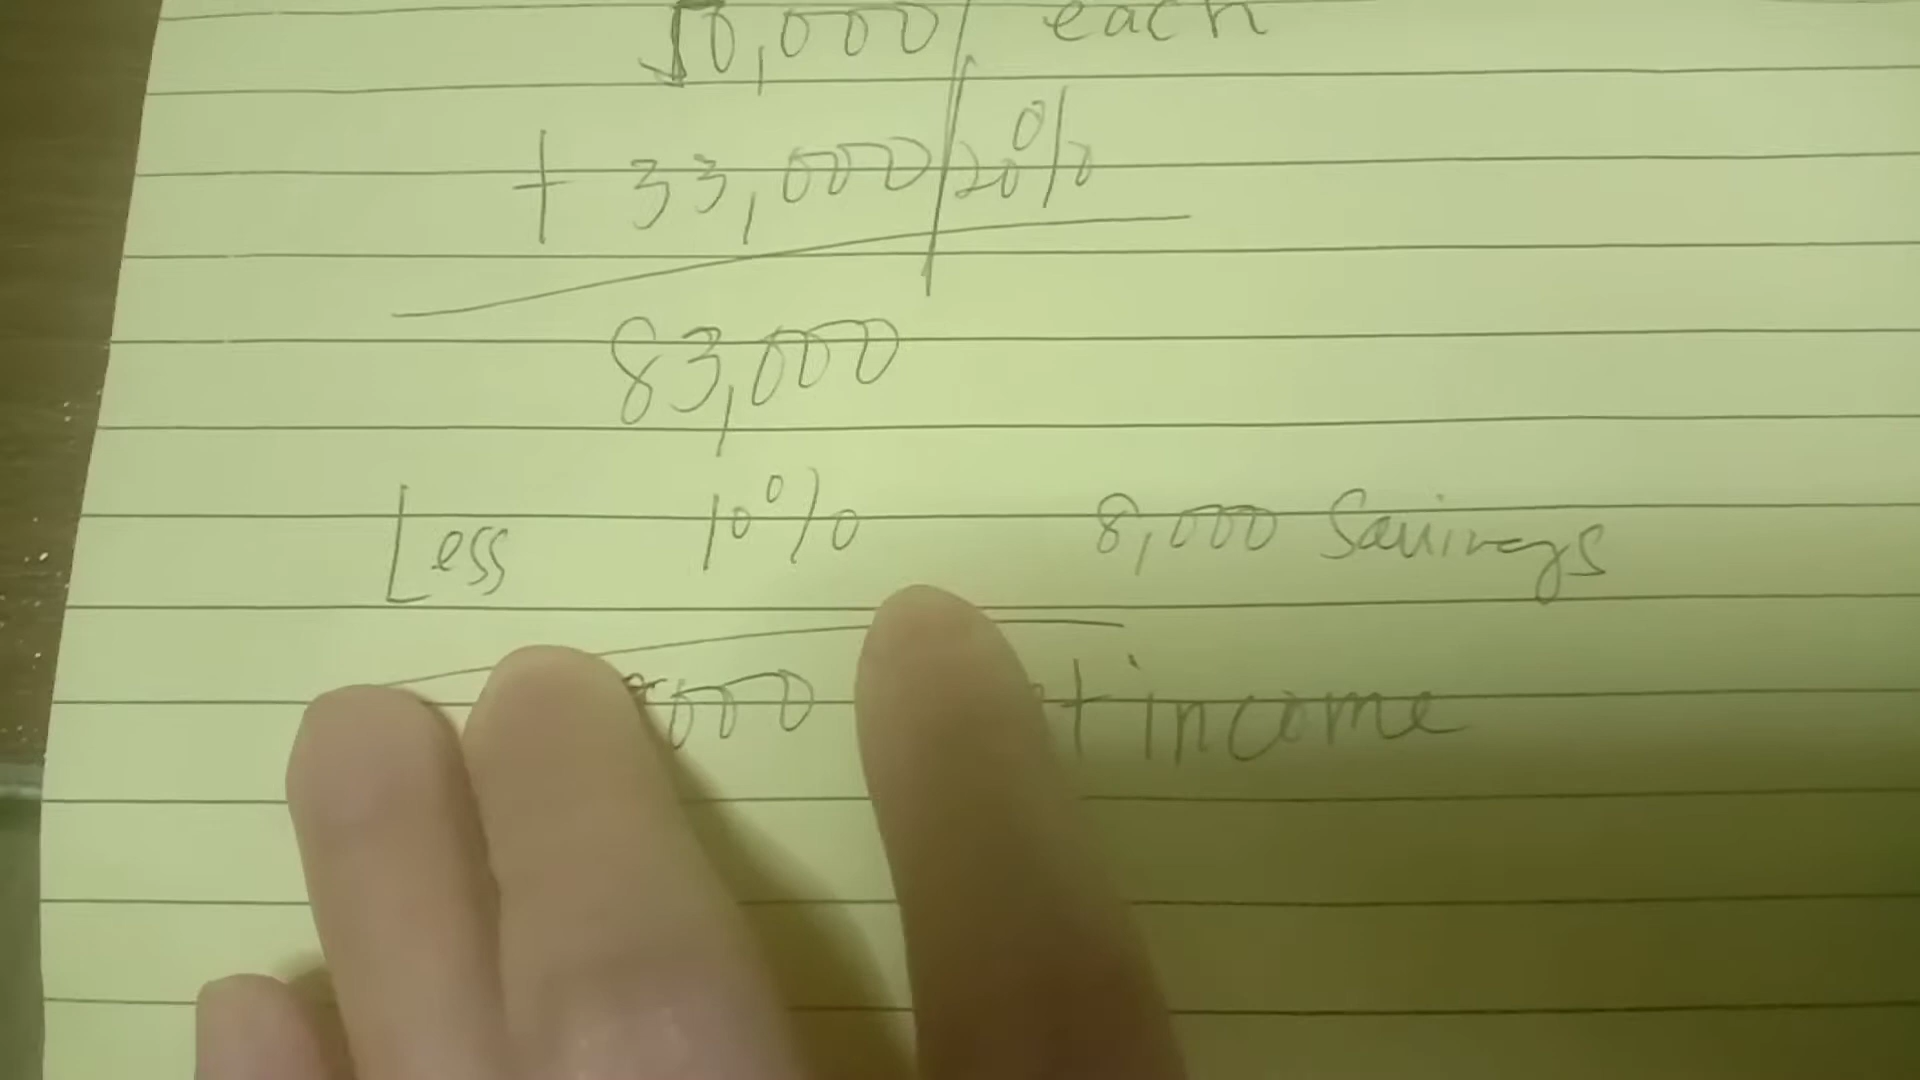 50,000 each
+ 33,000 20%
83,000
Less 10% 8,000 Savings
income